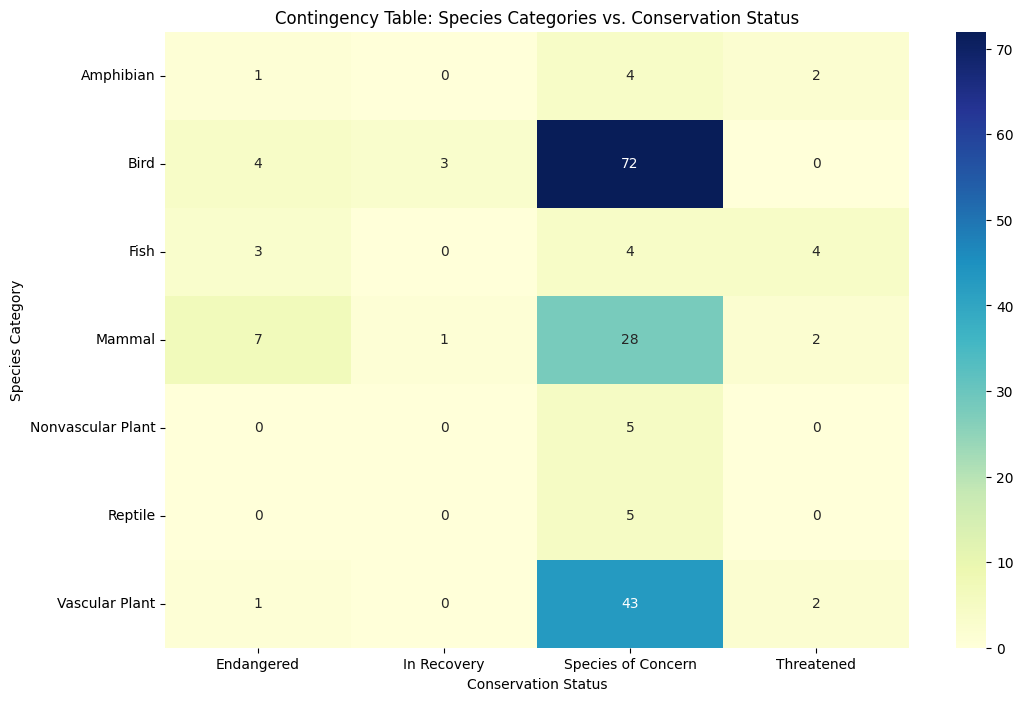 Contingency Table: Species Categories vs. Conservation Status
Species Category
Amphibian 1 0 4 2
Bird 4 3 72 0
Fish 3 0 4 4
Mammal 7 1 28 2
Nonvascular Plant 0 0 5 0
Reptile 0 0 5 0
Vascular Plant 1 0 43 2
Endangered In Recovery Species of Concern Threatened
Conservation Status
70
60
50
40
30
20
10
0